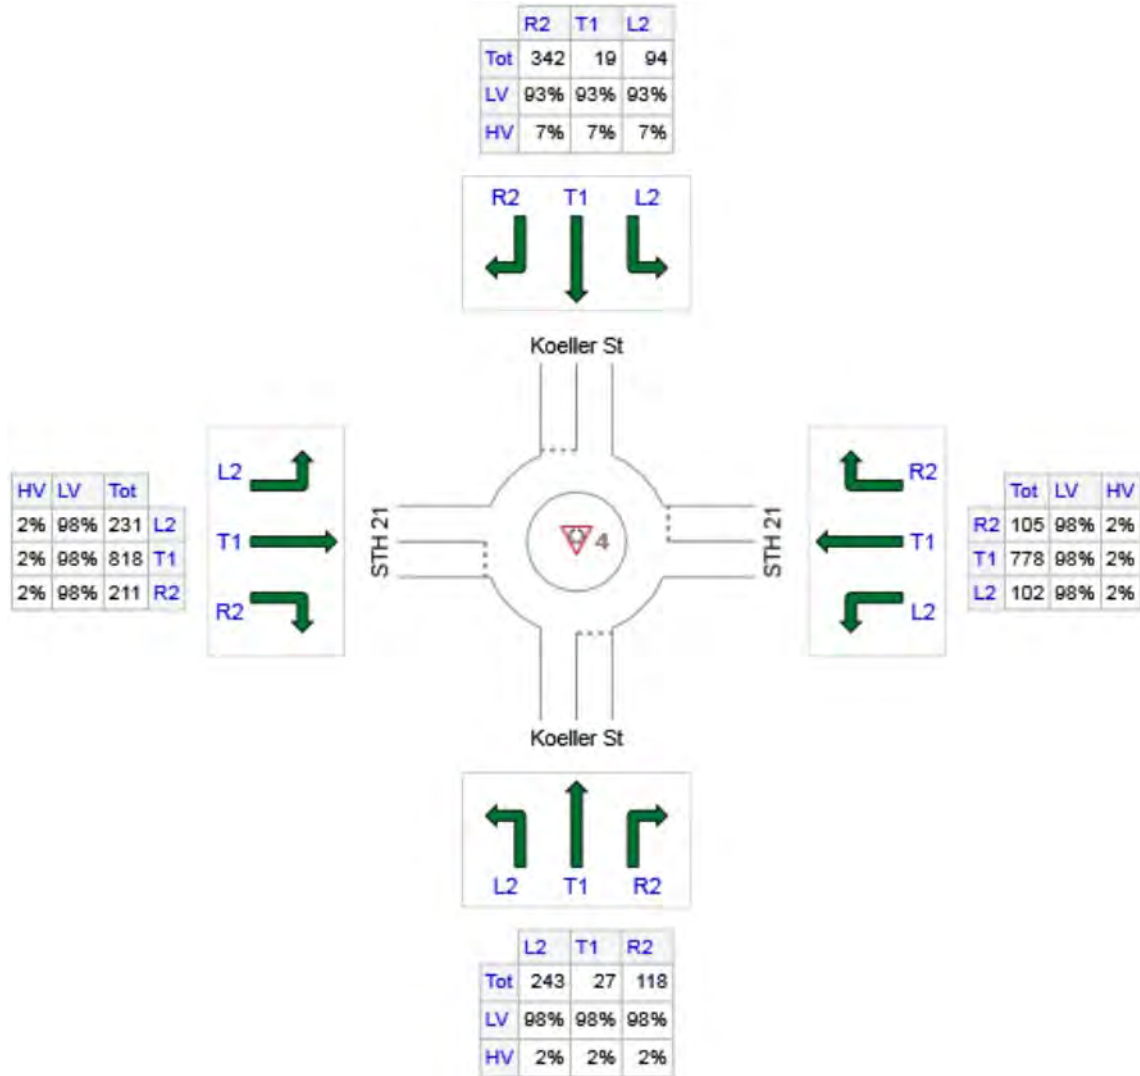 R2 T1 L2
Tot 342 19 94
LV 93% 93% 93%
HV 7% 7% 7%
R2 T1 L2
Koeller St
L2
T1
R2
HV LV Tot
2% 98% 231 L2
2% 98% 818 T1
2% 98% 211 R2
STH 21
4
STH 21
R2
T1
L2
Tot LV HV
R2 105 98% 2%
T1 778 98% 2%
L2 102 98% 2%
Koeller St
L2 T1 R2
L2 T1 R2
Tot 243 27 118
LV 98% 98% 98%
HV 2% 2% 2%